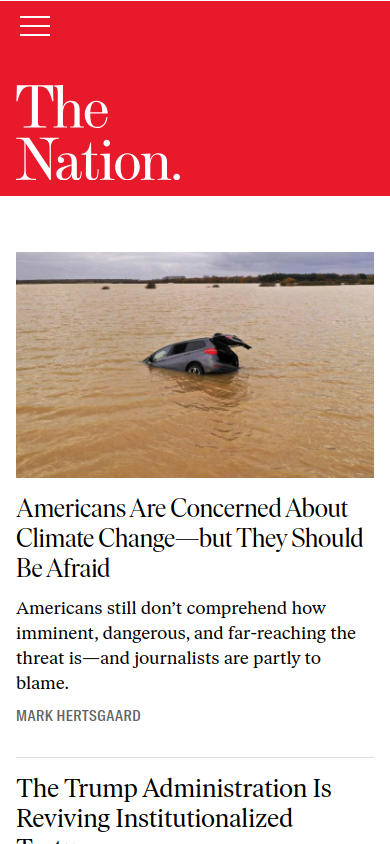 The
Nation.
Americans Are Concerned About
Climate Change—but They Should
Be Afraid
Americans still don’t comprehend how
imminent, dangerous, and far-reaching the
threat is—and journalists are partly to
blame.
MARK HERTSGAARD
The Trump Administration Is
Reviving Institutionalized